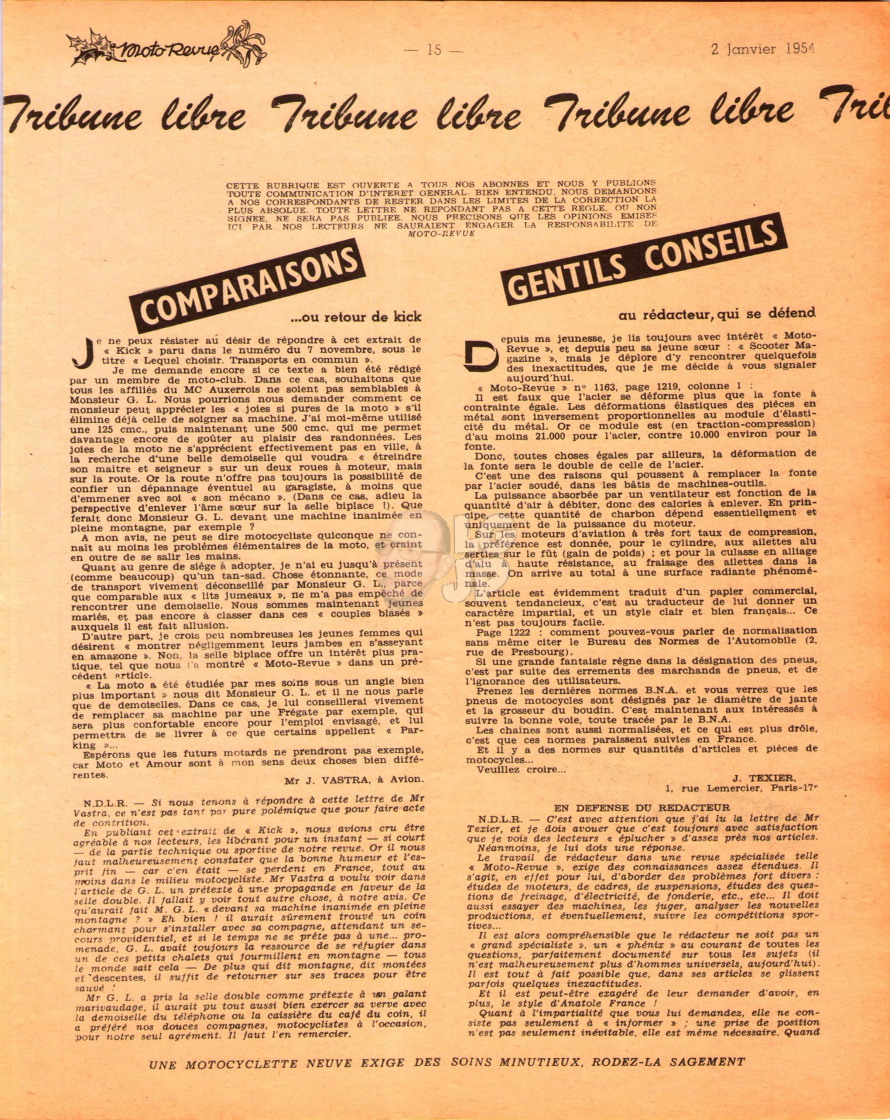 Moto-Revue
— 15 —
2 Janvier 1954
Tribune libre Tribune libre Tribune libre Trib
CETTE RUBRIQUE EST OUVERTE A TOUS NOS ABONNES ET NOUS Y PUBLIONS
TOUTE COMMUNICATION D'INTERET GENERAL. BIEN ENTENDU, NOUS DEMANDONS
A NOS CORRESPONDANTS DE RESTER DANS LES LIMITES DE LA CORRECTION LA
PLUS ABSOLUE. TOUTE LETTRE NE REPONDANT PAS A CETTE REGLE, OU NON
SIGNEE, NE SERA PAS PUBLIEE. NOUS PRECISONS QUE LES OPINIONS EMISES
ICI PAR NOS LECTEURS NE SAURAIENT ENGAGER LA RESPONSABILITE DE
MOTO-REVUE
COMPARAISONS
...ou retour de kick
Je ne peux résister au désir de répondre à cet extrait de
« Kick » paru dans le numéro du 7 novembre, sous le
titre « Lequel choisir. Transports en commun ».
Je me demande encore si ce texte a bien été rédigé
par un membre de moto-club. Dans ce cas, souhaitons que
tous les affiliés du MC Auxerrois ne soient pas semblables à
Monsieur G. L. Nous pourrions nous demander comment ce
monsieur peut apprécier les « joies si pures de la moto » s'il
élimine déjà celle de soigner sa machine. J'ai moi-même utilisé
une 125 cmc., puis maintenant une 500 cmc. qui me permet
davantage encore de goûter au plaisir des randonnées. Les
joies de la moto ne s'apprécient effectivement pas en ville, à
la recherche d'une belle demoiselle qui voudra « étreindre
son maître et seigneur » sur un deux roues à moteur, mais
sur la route. Or la route n'offre pas toujours la possibilité de
confier un dépannage éventuel au garagiste, à moins que
d'emmener avec soi « son mécano ». (Dans ce cas, adieu la
perspective d'enlever l'âme sœur sur la selle biplace !). Que
ferait donc Monsieur G. L. devant une machine inanimée en
pleine montagne, par exemple ?
A mon avis, ne peut se dire motocycliste quiconque ne con-
naît au moins les problèmes élémentaires de la moto, et craint
en outre de se salir les mains.
Quant au genre de siège à adopter, je n'ai eu jusqu'à présent
(comme beaucoup) qu'un tan-sad. Chose étonnante, ce mode
de transport vivement déconseillé par Monsieur G. L., parce
que comparable aux « lits jumeaux », ne m'a pas empêché de
rencontrer une demoiselle. Nous sommes maintenant jeunes
mariés, et pas encore à classer dans ces « couples blasés »
auxquels il est fait allusion.
D'autre part, je crois peu nombreuses les jeunes femmes qui
désirent « montrer négligemment leurs jambes en s'asseyant
en amazone ». Non, la selle biplace offre un intérêt plus pra-
tique, tel que nous l'a montré « Moto-Revue » dans un pré-
cédent article.
« La moto a été étudiée par mes soins sous un angle bien
plus important » nous dit Monsieur G. L. et il ne nous parle
que de demoiselles. Dans ce cas, je lui conseillerai vivement
de remplacer sa machine par une Frégate par exemple, qui
sera plus confortable encore pour l'emploi envisagé, et lui
permettra de se livrer à ce que certains appellent « Par-
king »...
Espérons que les futurs motards ne prendront pas exemple,
car Moto et Amour sont à mon sens deux choses bien diffé-
rentes.
Mr J. VASTRA, à Avion.
N.D.L.R. — Si nous tenons à répondre à cette lettre de Mr
Vastra, ce n'est pas tant par pure polémique que pour faire acte
de contrition.
En publiant cet extrait de « Kick », nous avions cru être
agréable à nos lecteurs, les libérant pour un instant — si court
— de la partie technique ou sportive de notre revue. Or il nous
faut malheureusement constater que la bonne humeur et l'es-
prit fin — car c'en était — se perdent en France, tout au
moins dans le milieu motocycliste. Mr Vastra a voulu voir dans
l'article de G. L. un prétexte à une propagande en faveur de la
selle double. Il fallait y voir tout autre chose, à notre avis. Ce
qu'aurait fait M. G. L. « devant sa machine inanimée en pleine
montagne ? » Eh bien ! il aurait sûrement trouvé un coin
charmant pour s'installer avec sa compagne, attendant un se-
cours providentiel, et si le temps ne se prête pas à une... pro-
menade, G. L. avait toujours la ressource de se réfugier dans
un de ces petits chalets qui fourmillent en montagne — tous
le monde sait cela — De plus qui dit montagne, dit montées
et descentes, il suffit de retourner sur ses traces pour être
sauvé !
Mr G. L. a pris la selle double comme prétexte à un galant
marivaudage, il aurait pu tout aussi bien exercer sa verve avec
la demoiselle du téléphone ou la caissière du café du coin, il
a préféré nos douces compagnes, motocyclistes à l'occasion,
pour notre seul agrément. Il faut l'en remercier.
GENTILS CONSEILS
au rédacteur, qui se défend
Depuis ma jeunesse, je lis toujours avec intérêt « Moto-
Revue », et depuis peu sa jeune sœur : « Scooter Ma-
gazine », mais je déplore d'y rencontrer quelquefois
des inexactitudes, que je me décide à vous signaler
aujourd'hui.
« Moto-Revue » n° 1163, page 1219, colonne 1 :
Il est faux que l'acier se déforme plus que la fonte à
contrainte égale. Les déformations élastiques des pièces en
métal sont inversement proportionelles au module d'élasti-
cité du métal. Or ce module est (en traction-compression)
d'au moins 21.000 pour l'acier, contre 10.000 environ pour la
fonte.
Donc, toutes choses égales par ailleurs, la déformation de
la fonte sera le double de celle de l'acier.
C'est une des raisons qui poussent à remplacer la fonte
par l'acier soudé, dans les bâtis de machines-outils.
La puissance absorbée par un ventilateur est fonction de la
quantité d'air à débiter, donc des calories à enlever. En prin-
cipe, cette quantité de charbon dépend essentiellement et
uniquement de la puissance du moteur.
Sur les moteurs d'aviation à très fort taux de compression
la préférence est donnée, pour le cylindre, aux ailettes alu
serties sur le fût (gain de poids) ; et pour la culasse en alliage
d'alu à haute résistance, au fraisage des ailettes dans la
masse. On arrive au total à une surface radiante phénomé-
nale.
L'article est évidemment traduit d'un papier commercial,
souvent tendancieux, c'est au traducteur de lui donner un
caractère impartial, et un style clair et bien français... Ce
n'est pas toujours facile.
Page 1222 : comment pouvez-vous parler de normalisation
sans même citer le Bureau des Normes de l'Automobile (2,
rue de Presbourg).
Si une grande fantaisie règne dans la désignation des pneus,
c'est par suite des errements des marchands de pneus, et de
l'ignorance des utilisateurs.
Prenez les dernières normes B.N.A. et vous verrez que les
pneus de motocycles sont désignés par le diamètre de jante
et la grosseur du boudin. C'est maintenant aux intéressés à
suivre la bonne voie, toute tracée par le B.N.A.
Les chaînes sont aussi normalisées, et ce qui est plus drôle,
c'est que ces normes paraissent suivies en France.
Et il y a des normes sur quantités d'articles et pièces de
motocycles...
Veuillez croire...
J. TEXIER,
1, rue Lemercier, Paris-17e
EN DEFENSE DU REDACTEUR
N.D.L.R. — C'est avec attention que j'ai lu la lettre de Mr
Texier, et je dois avouer que c'est toujours avec satisfaction
que je vois des lecteurs « éplucher » d'assez près nos articles.
Néanmoins, je lui dois une réponse.
Le travail de rédacteur dans une revue spécialisée telle
« Moto-Revue », exige des connaissances assez étendues. Il
s'agit, en effet pour lui, d'aborder des problèmes fort divers :
études de moteurs, de cadres, de suspensions, études des ques-
tions de freinage, d'électricité, de fonderie, etc., etc... Il doit
aussi essayer des machines, les juger, analyser les nouvelles
productions, et éventuellement, suivre les compétitions spor-
tives...
Il est alors compréhensible que le rédacteur ne soit pas un
« grand spécialiste », un « phénix » au courant de toutes les
questions, parfaitement documenté sur tous les sujets (il
n'est malheureusement plus d'hommes universels, aujourd'hui).
Il est tout à fait possible que, dans ses articles se glissent
parfois quelques inexactitudes.
Et il est peut-être exagéré de leur demander d'avoir, en
plus, le style d'Anatole France !
Quant à l'impartialité que vous lui demandez, elle ne con-
siste pas seulement à « informer » ; une prise de position
n'est pas seulement inévitable, elle est même nécessaire. Quand
UNE MOTOCYCLETTE NEUVE EXIGE DES SOINS MINUTIEUX, RODEZ-LA SAGEMENT